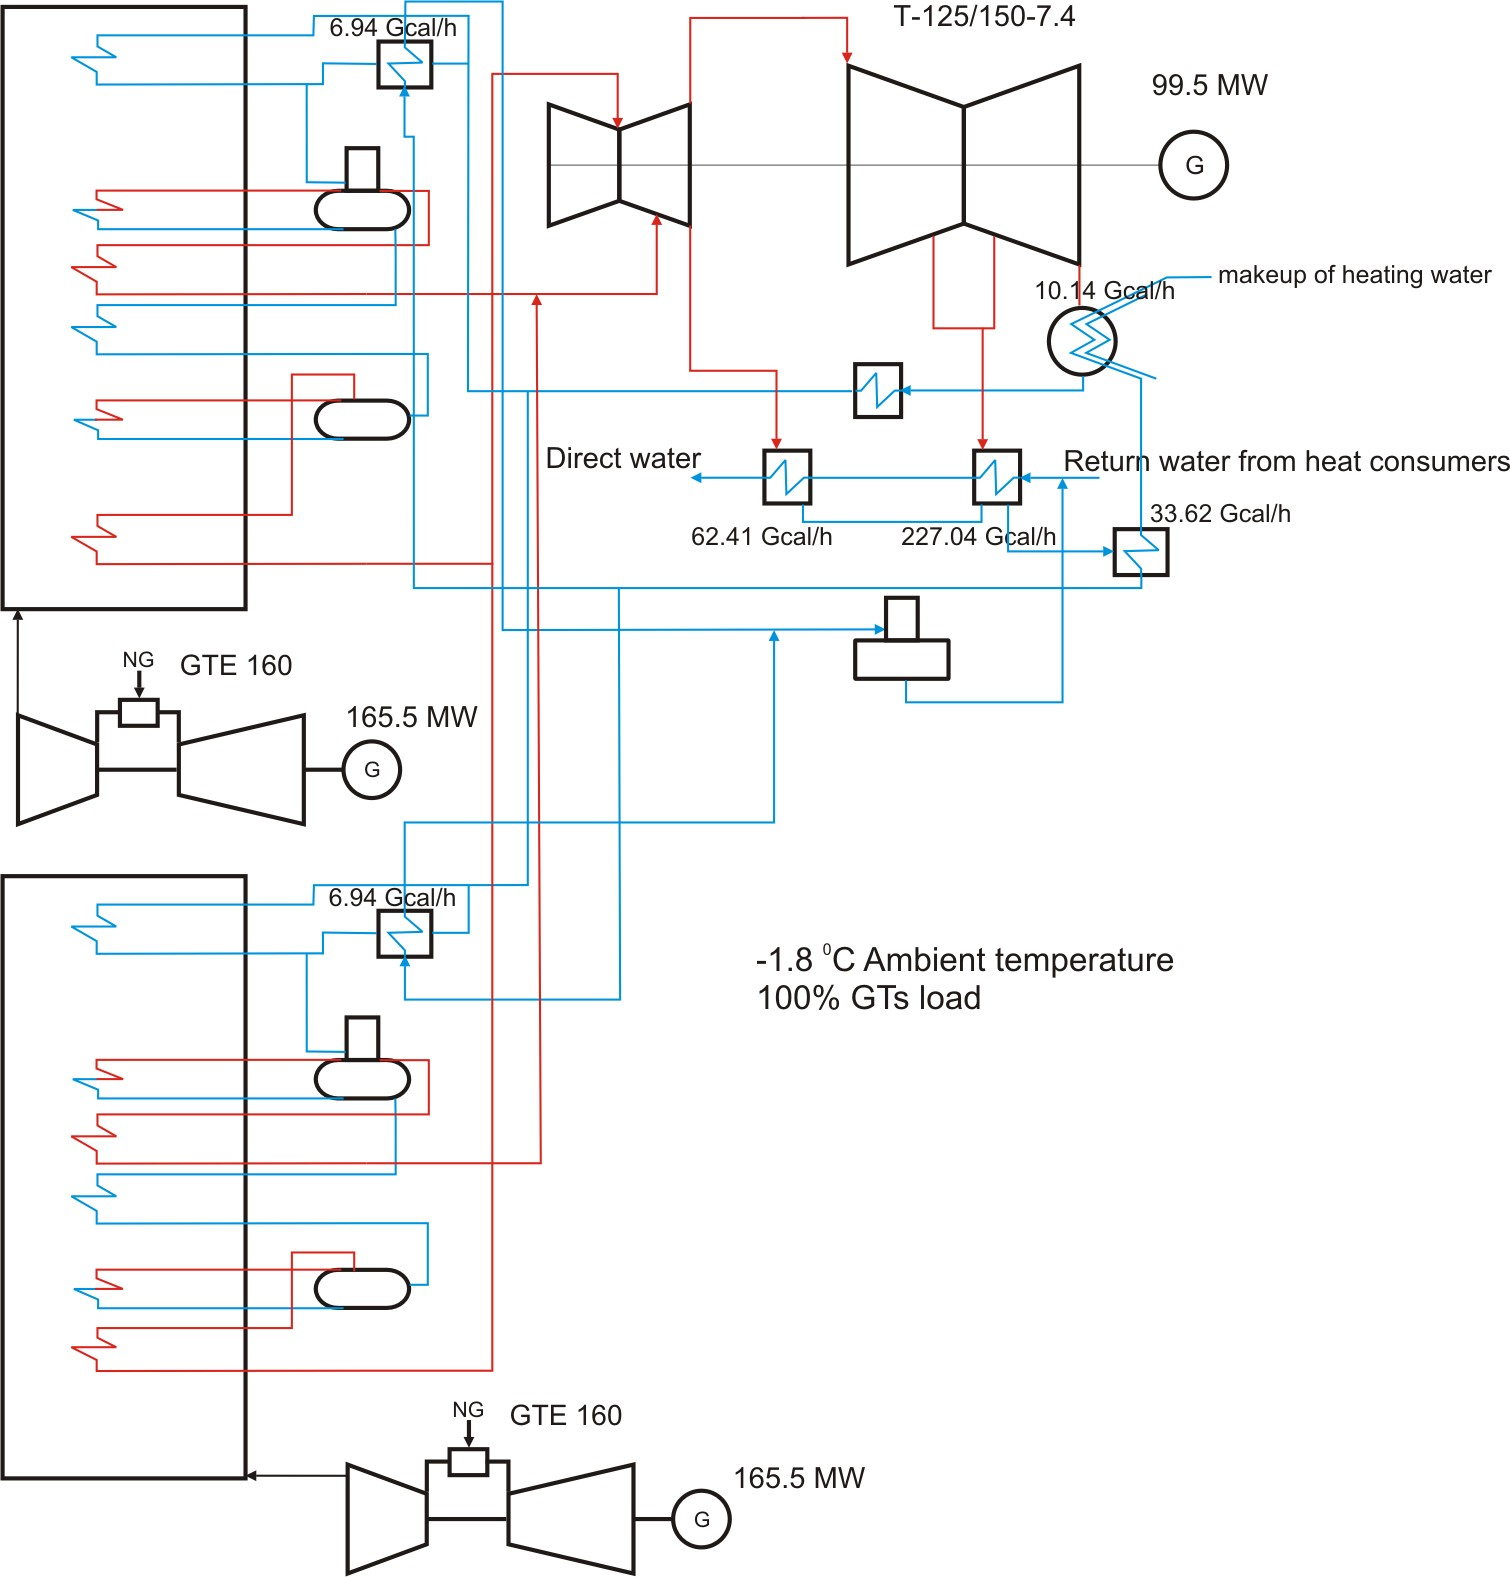 T-125/150-7.4
6.94 Gcal/h
99.5 MW
G
makeup of heating water
10.14 Gcal/h
Direct water
Return water from heat consumers
33.62 Gcal/h
62.41 Gcal/h
227.04 Gcal/h
NG
GTE 160
165.5 MW
G
6.94 Gcal/h
-1.8 ⁰C Ambient temperature
100% GTs load
NG
GTE 160
165.5 MW
G